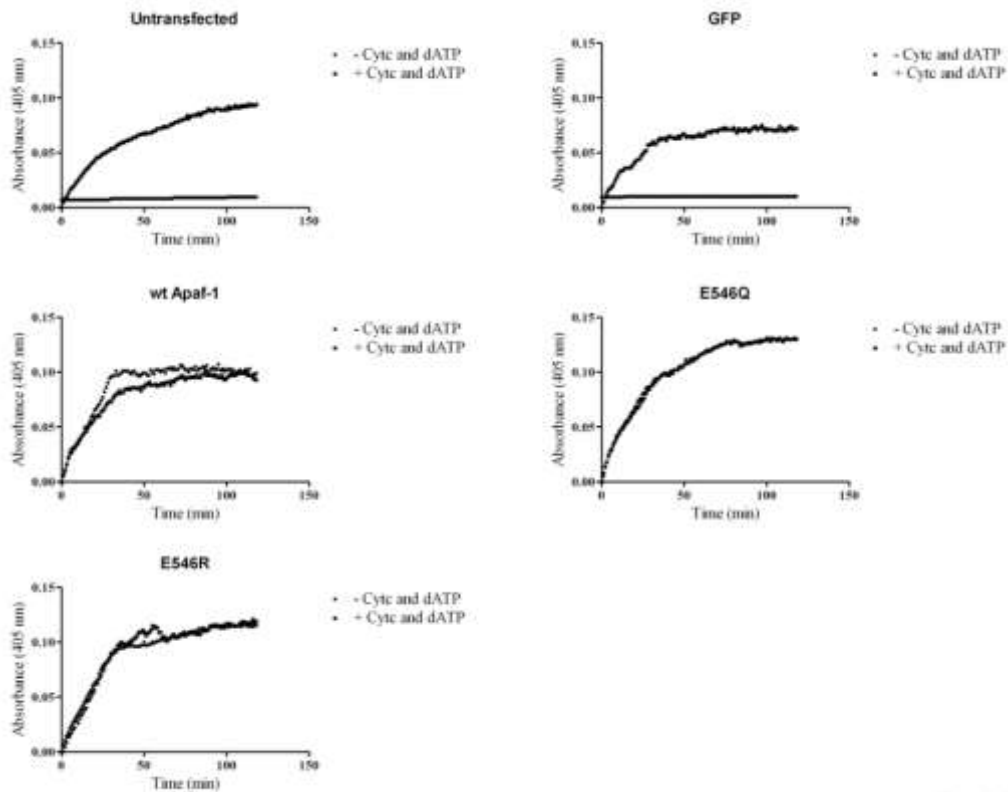 Untransfected
Absorbance (405 nm)
0.15
0.10
0.05
0.00
0
50
100
150
Time (min)
- Cytc and dATP
+ Cytc and dATP
GFP
Absorbance (405 nm)
0.15
0.10
0.05
0.00
0
50
100
150
Time (min)
- Cytc and dATP
+ Cytc and dATP
wt Apaf-1
Absorbance (405 nm)
0.15
0.10
0.05
0.00
0
50
100
150
Time (min)
- Cytc and dATP
+ Cytc and dATP
E546Q
Absorbance (405 nm)
0.15
0.10
0.05
0.00
0
50
100
150
Time (min)
- Cytc and dATP
+ Cytc and dATP
E546R
Absorbance (405 nm)
0.15
0.10
0.05
0.00
0
50
100
150
Time (min)
- Cytc and dATP
+ Cytc and dATP